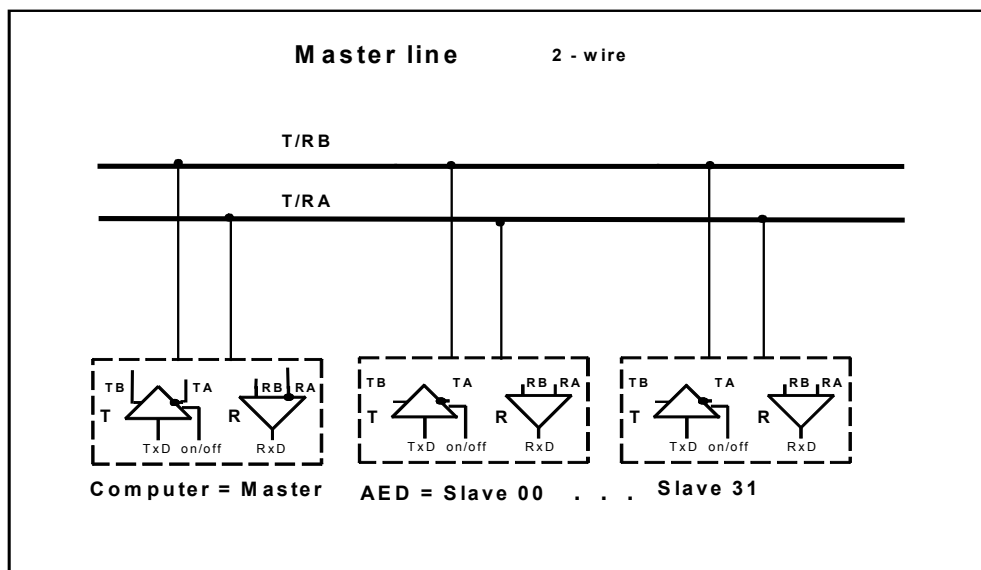 Master line 2 - wire
T/RB
T/RA
TB TA RB RA TB TA RB RA TB TA RB RA
T R T R T R
TxD on/off RxD TxD on/off RxD TxD on/off RxD
Computer = Master AED = Slave 00 . . . Slave 31